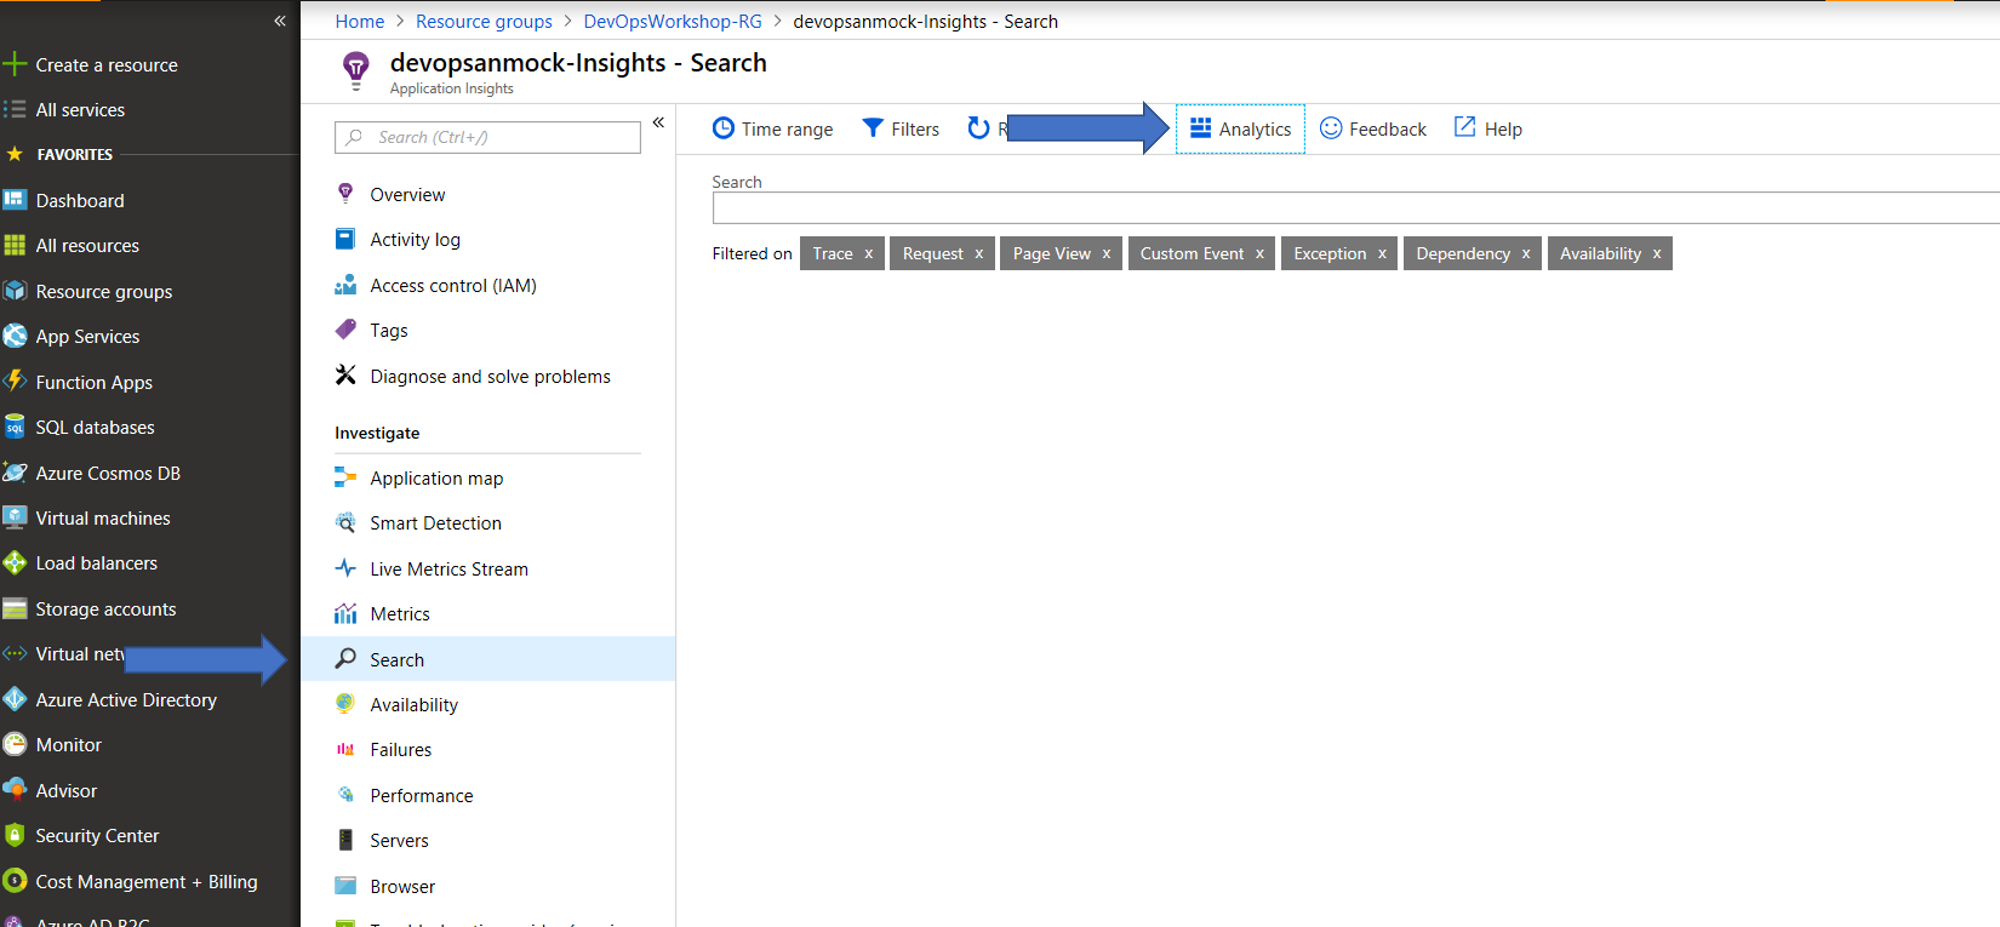 Home > Resource groups > DevOpsWorkshop-RG > devopsanmock-Insights - Search
devopsanmock-Insights - Search
Application Insights
Create a resource
All services
FAVORITES
Dashboard
All resources
Resource groups
App Services
Function Apps
SQL databases
Azure Cosmos DB
Virtual machines
Load balancers
Storage accounts
Virtual
Azure Active Directory
Monitor
Advisor
Security Center
Cost Management + Billing
Search (Ctrl+/)
Overview
Activity log
Access control (IAM)
Tags
Diagnose and solve problems
Investigate
Application map
Smart Detection
Live Metrics Stream
Metrics
Search
Availability
Failures
Performance
Servers
Browser
Time range Filters Analytics Feedback Help
Search
Filtered on Trace x Request x Page View x Custom Event x Exception x Dependency x Availability x